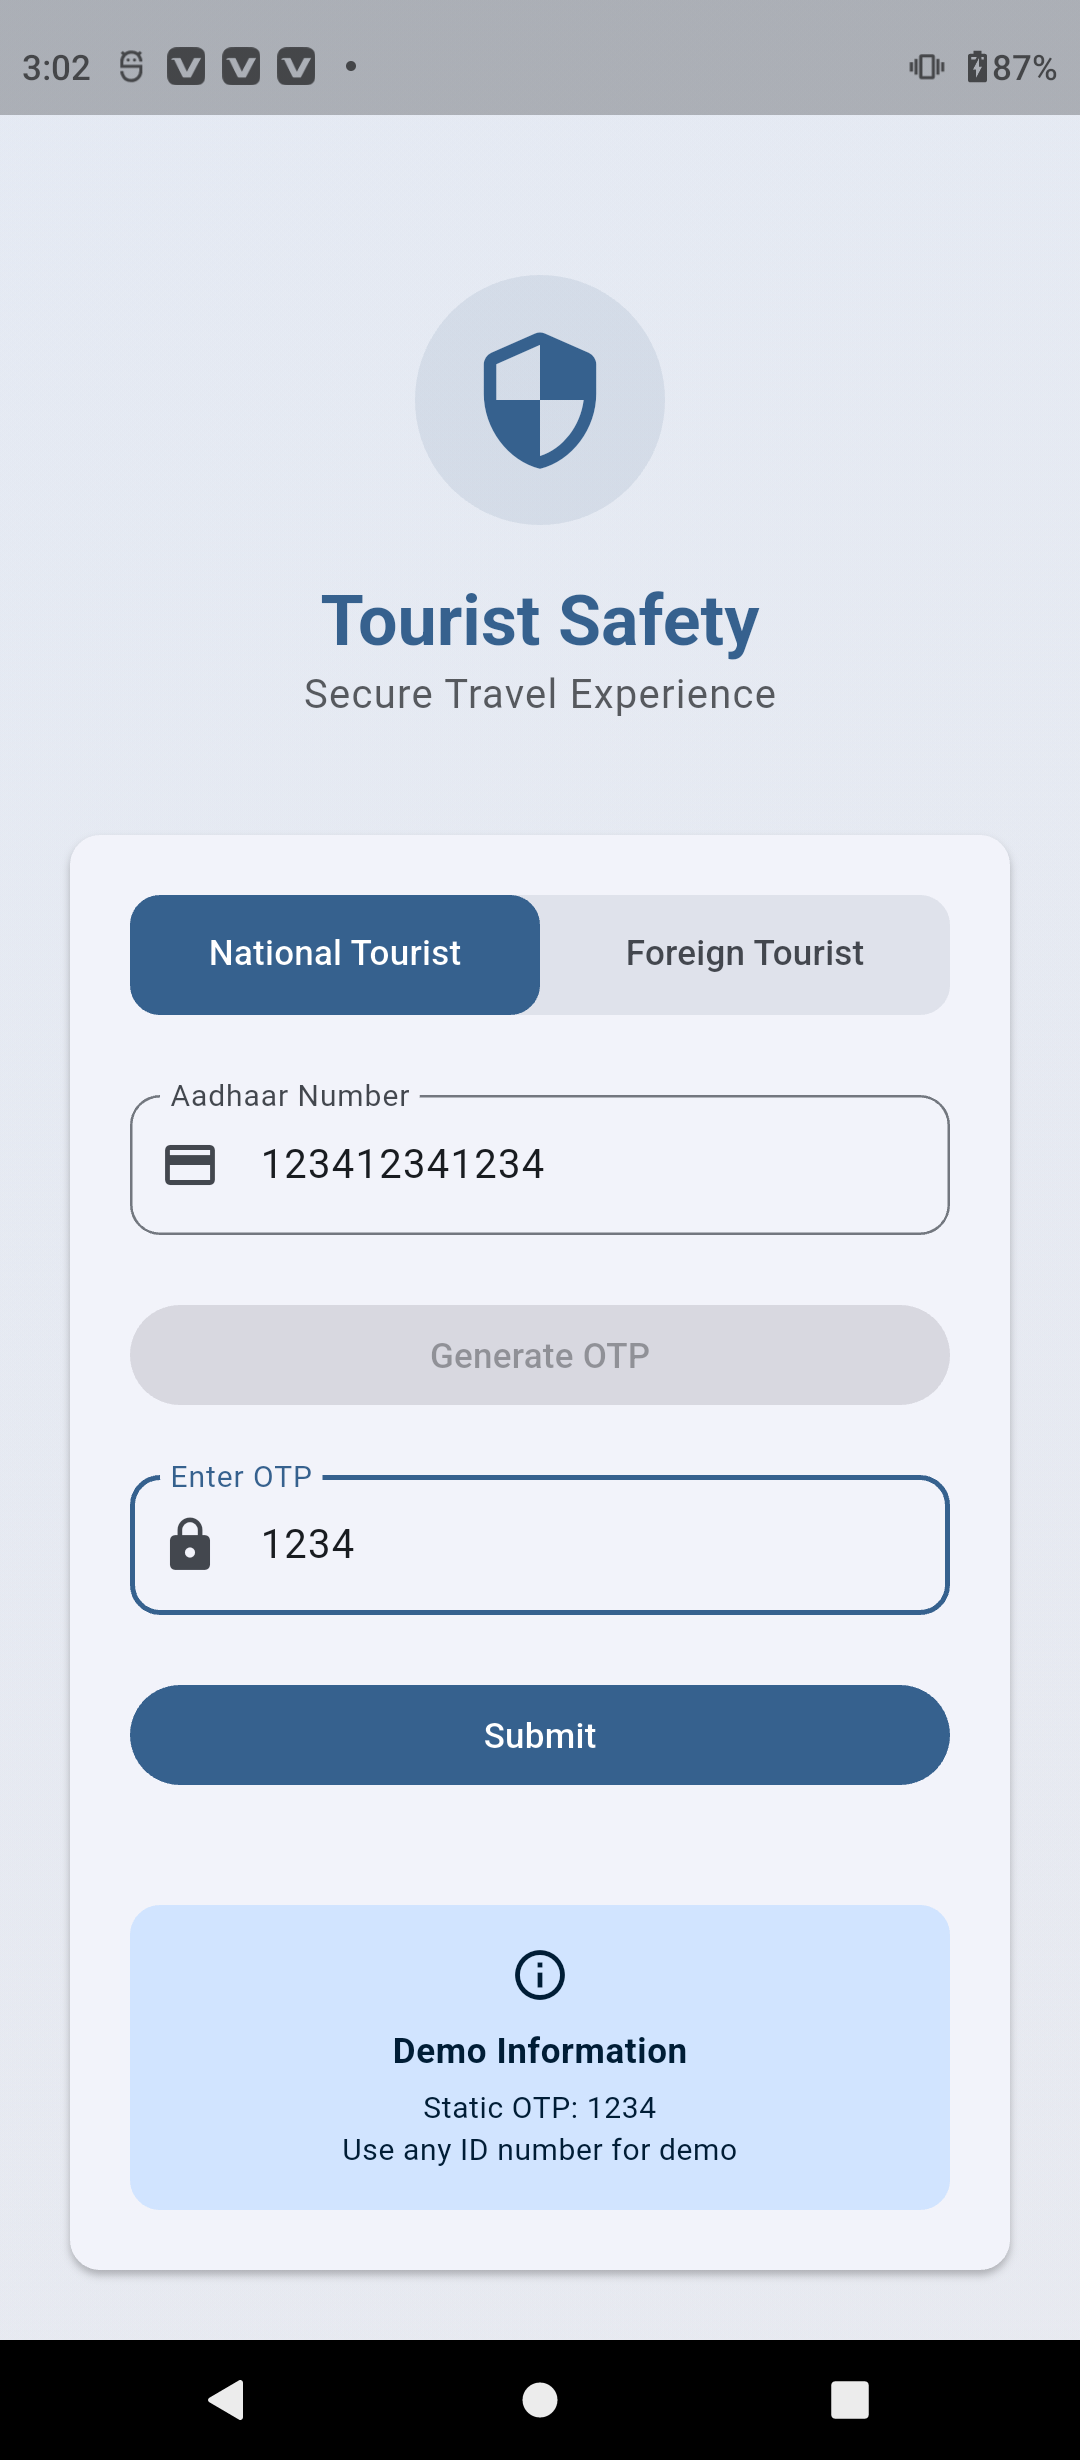 3:02
87%
Tourist Safety
Secure Travel Experience
National Tourist
Foreign Tourist
Aadhaar Number
123412341234
Generate OTP
Enter OTP
1234
Submit
Demo Information
Static OTP: 1234
Use any ID number for demo